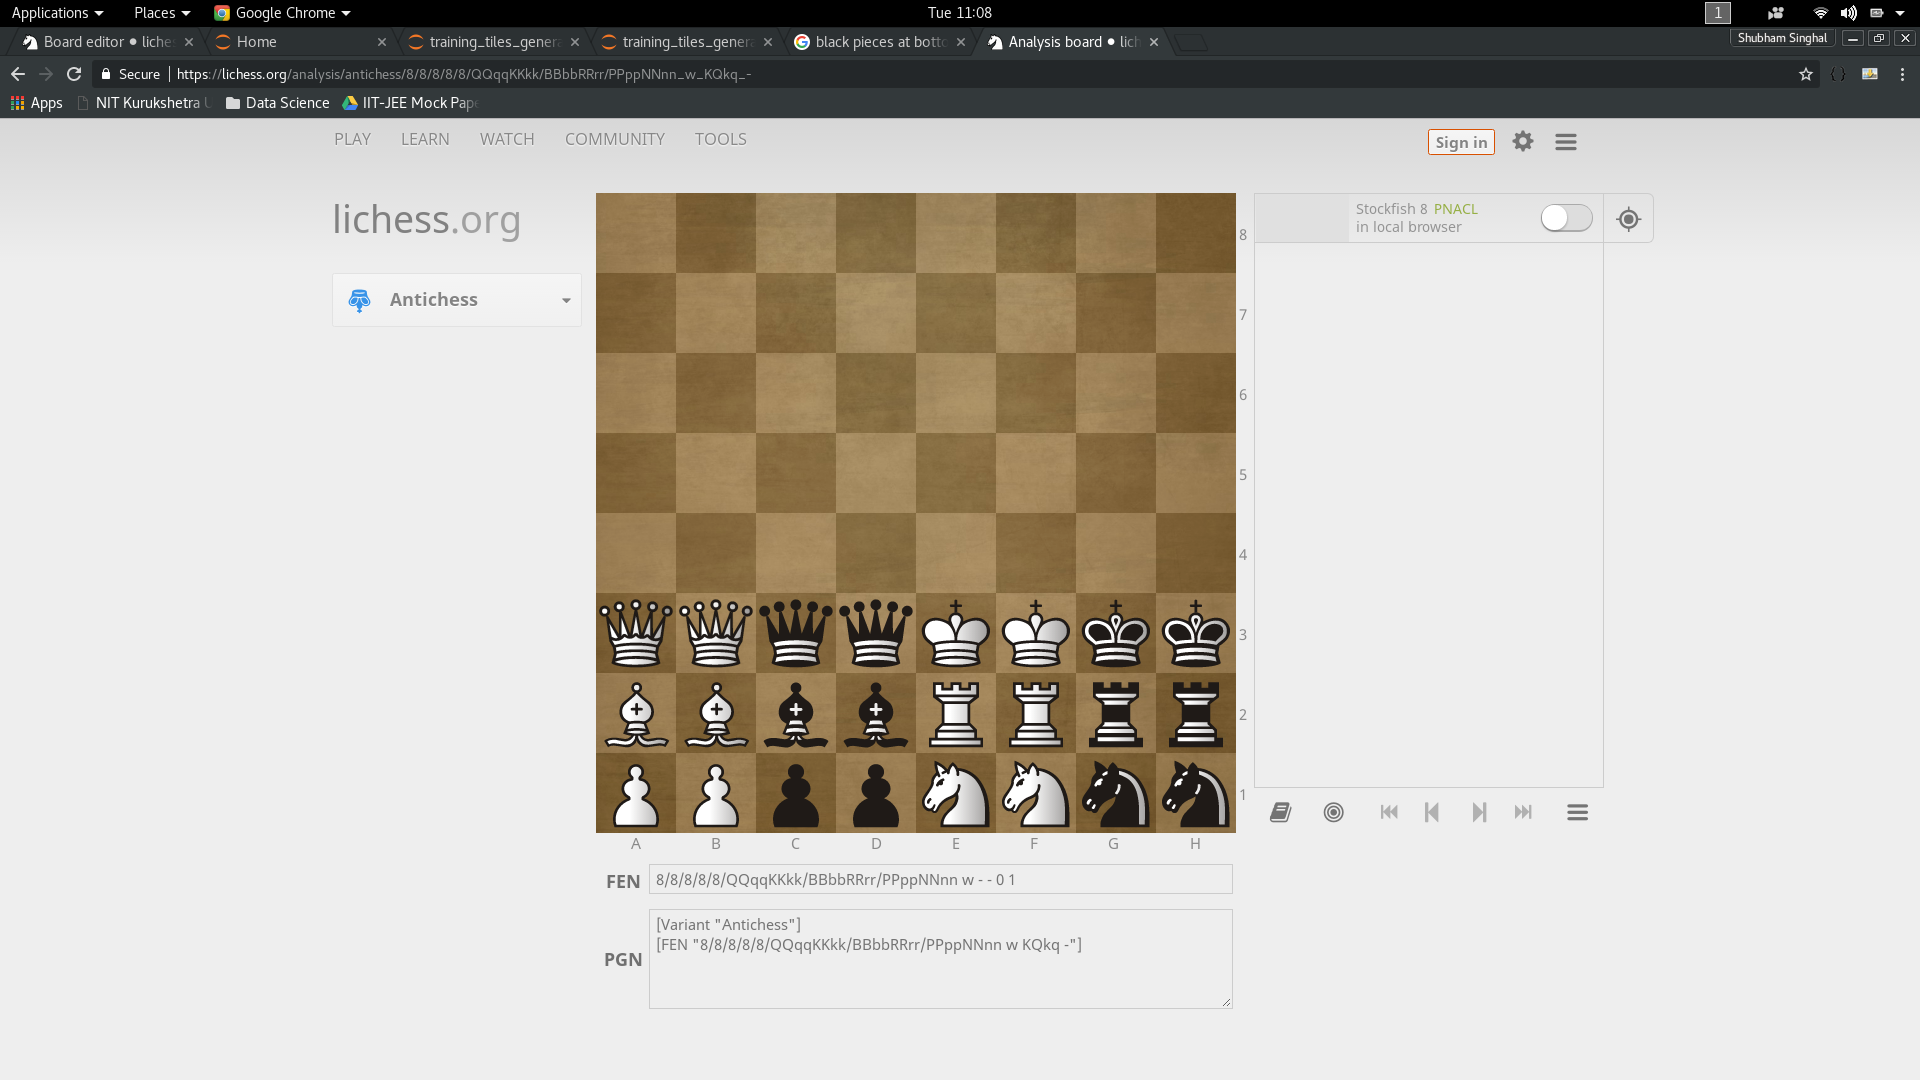 Applications Places Google Chrome Tue 11:08 1
Board editor • liche Home training_tiles_genera training_tiles_genera black pieces at botto Analysis board • lich Shubham Singhal
Secure https://lichess.org/analysis/antichess/8/8/8/8/8/QQqqKKkk/BBbbRRrr/PPppNNnn_w_KQkq_-
Apps NIT Kurukshetra U Data Science IIT-JEE Mock Pape
PLAY LEARN WATCH COMMUNITY TOOLS Sign in
lichess.org
Antichess
Stockfish 8 PNACL
in local browser
8
7
6
5
4
3
2
1
A B C D E F G H
FEN 8/8/8/8/8/QQqqKKkk/BBbbRRrr/PPppNNnn w - - 0 1
PGN [Variant "Antichess"]
[FEN "8/8/8/8/8/QQqqKKkk/BBbbRRrr/PPppNNnn w KQkq -"]